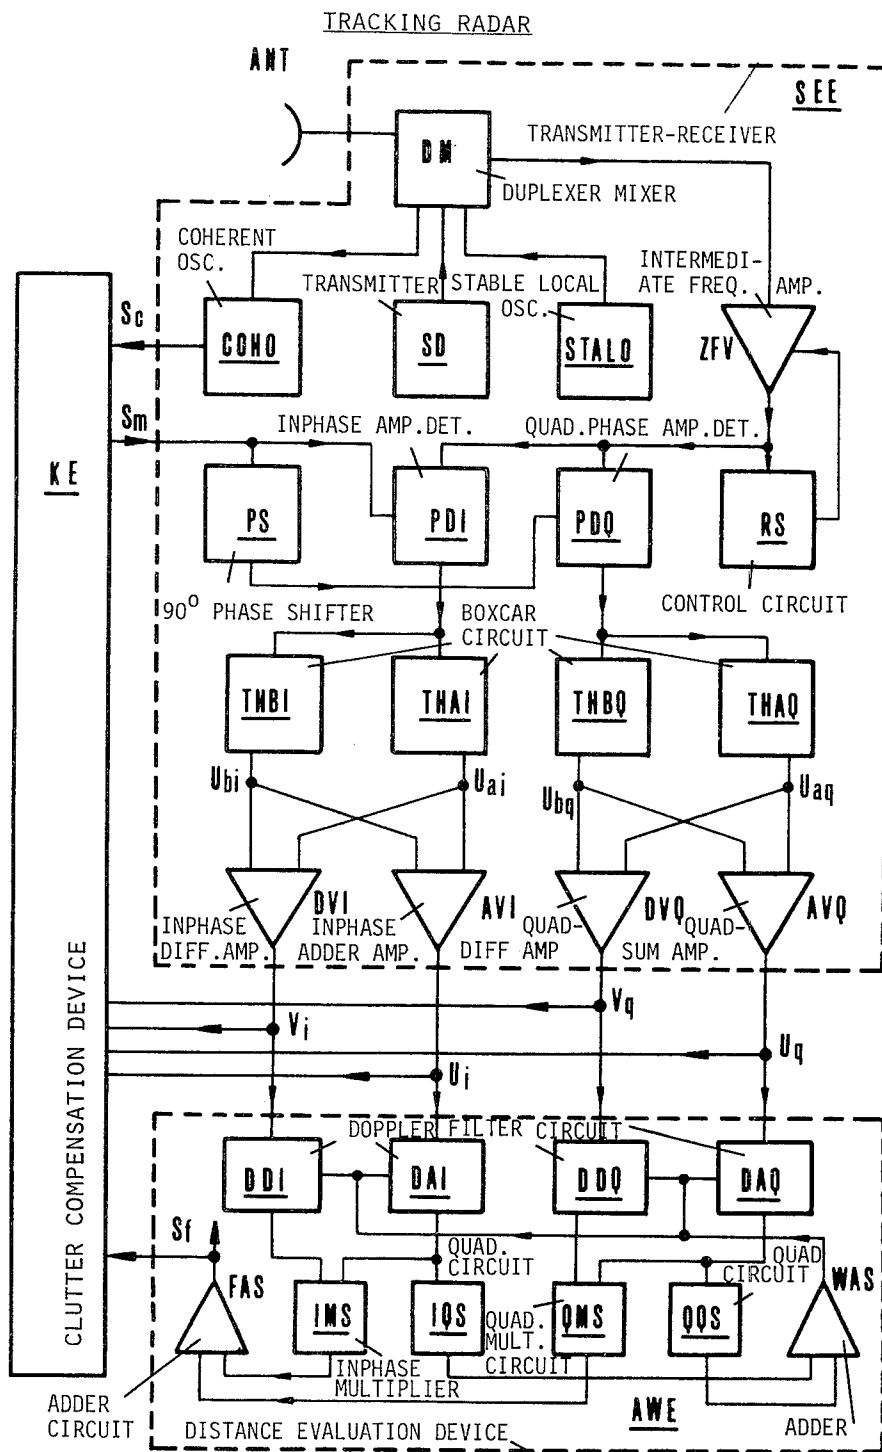 TRACKING RADAR
ANT
SEE
TRANSMITTER-RECEIVER
DM
DUPLEXER MIXER
COHERENT
OSC.
TRANSMITTER
STABLE LOCAL
OSC.
INTERMEDI-
ATE FREQ. AMP.
Sc
COHO
SD
STALO
ZFV
Sm
INPHASE AMP.DET.
QUAD.PHASE AMP.DET.
KE
PS
PDI
PDQ
RS
90° PHASE SHIFTER
BOXCAR
CIRCUIT
CONTROL CIRCUIT
THBI
THAI
THBQ
THAQ
Ubi
Uai
Ubq
Uaq
DVI
AVI
DVQ
AVQ
INPHASE
DIFF.AMP.
INPHASE
ADDER AMP.
QUAD-
DIFF AMP
QUAD-
SUM AMP.
CLUTTER COMPENSATION DEVICE
Vi
Vq
Ui
Uq
DOPPLER FILTER CIRCUIT
DDI
DAI
DDQ
DAQ
Sf
QUAD.
CIRCUIT
QUAD
CIRCUIT
FAS
WAS
IMS
IQS
QMS
QQS
QUAD.
MULT.
CIRCUIT
INPHASE
MULTIPLIER
ADDER
CIRCUIT
AWE
ADDER
DISTANCE EVALUATION DEVICE